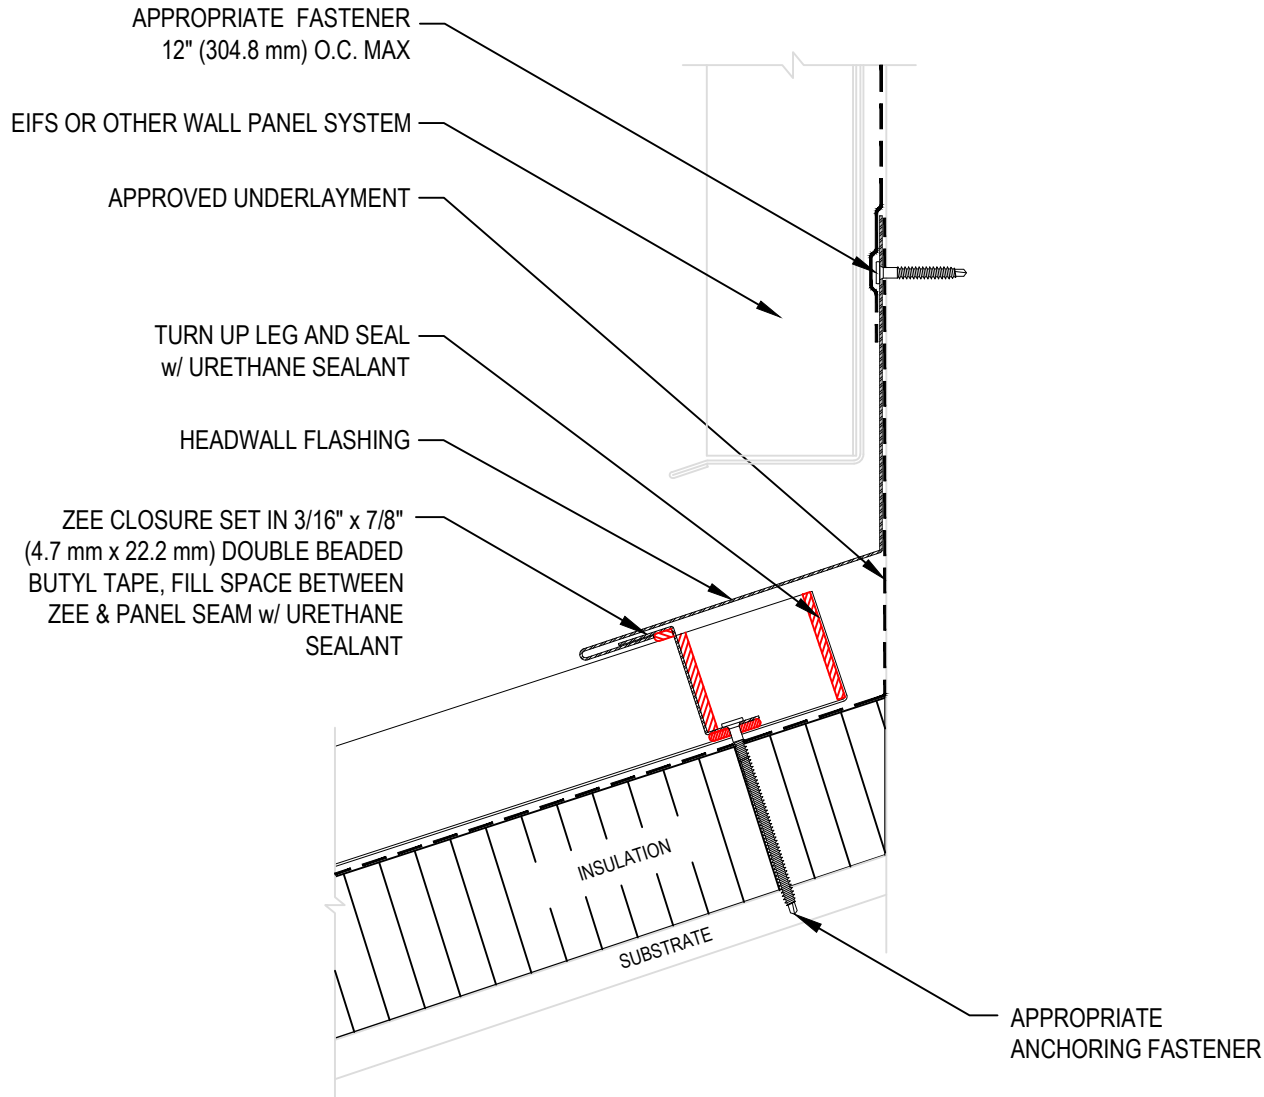 APPROPRIATE FASTENER
12" (304.8 mm) O.C. MAX
EIFS OR OTHER WALL PANEL SYSTEM
APPROVED UNDERLAYMENT
TURN UP LEG AND SEAL
w/ URETHANE SEALANT
HEADWALL FLASHING
ZEE CLOSURE SET IN 3/16" x 7/8"
(4.7 mm x 22.2 mm) DOUBLE BEADED
BUTYL TAPE, FILL SPACE BETWEEN
ZEE & PANEL SEAM w/ URETHANE
SEALANT
INSULATION
SUBSTRATE
APPROPRIATE
ANCHORING FASTENER